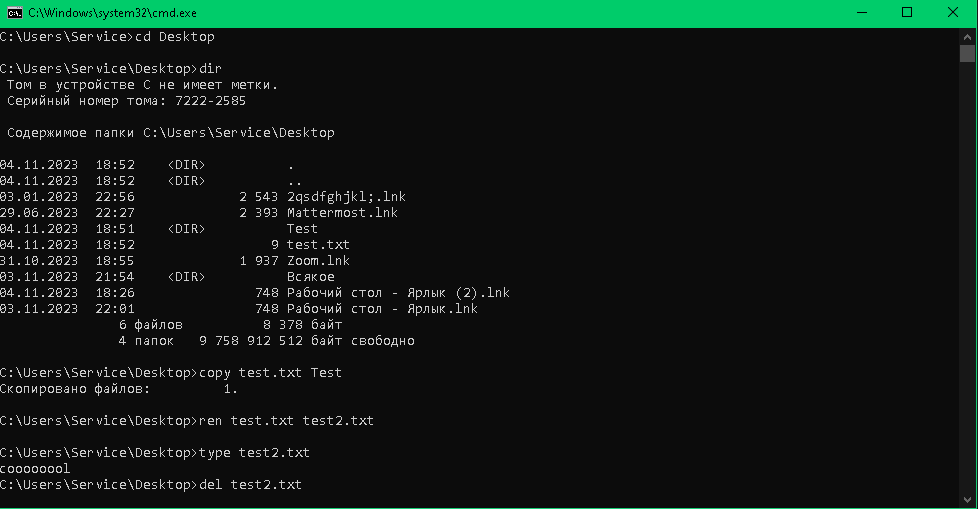 C:\Windows\system32\cmd.exe
C:\Users\Service>cd Desktop
C:\Users\Service\Desktop>dir
Том в устройстве C не имеет метки.
Серийный номер тома: 7222-2585
Содержимое папки C:\Users\Service\Desktop
04.11.2023  18:52    <DIR>          .
04.11.2023  18:52    <DIR>          ..
03.01.2023  22:56             2 543 2qsdfghjkl;.lnk
29.06.2023  22:27             2 393 Mattermost.lnk
04.11.2023  18:51    <DIR>          Test
04.11.2023  18:52                 9 test.txt
31.10.2023  18:55             1 937 Zoom.lnk
03.11.2023  21:54    <DIR>          Всякое
04.11.2023  18:26               748 Рабочий стол - Ярлык (2).lnk
03.11.2023  22:01               748 Рабочий стол - Ярлык.lnk
6 файлов          8 378 байт
4 папок   9 758 912 512 байт свободно
C:\Users\Service\Desktop>copy test.txt Test
Скопировано файлов:         1.
C:\Users\Service\Desktop>ren test.txt test2.txt
C:\Users\Service\Desktop>type test2.txt
coooooool
C:\Users\Service\Desktop>del test2.txt